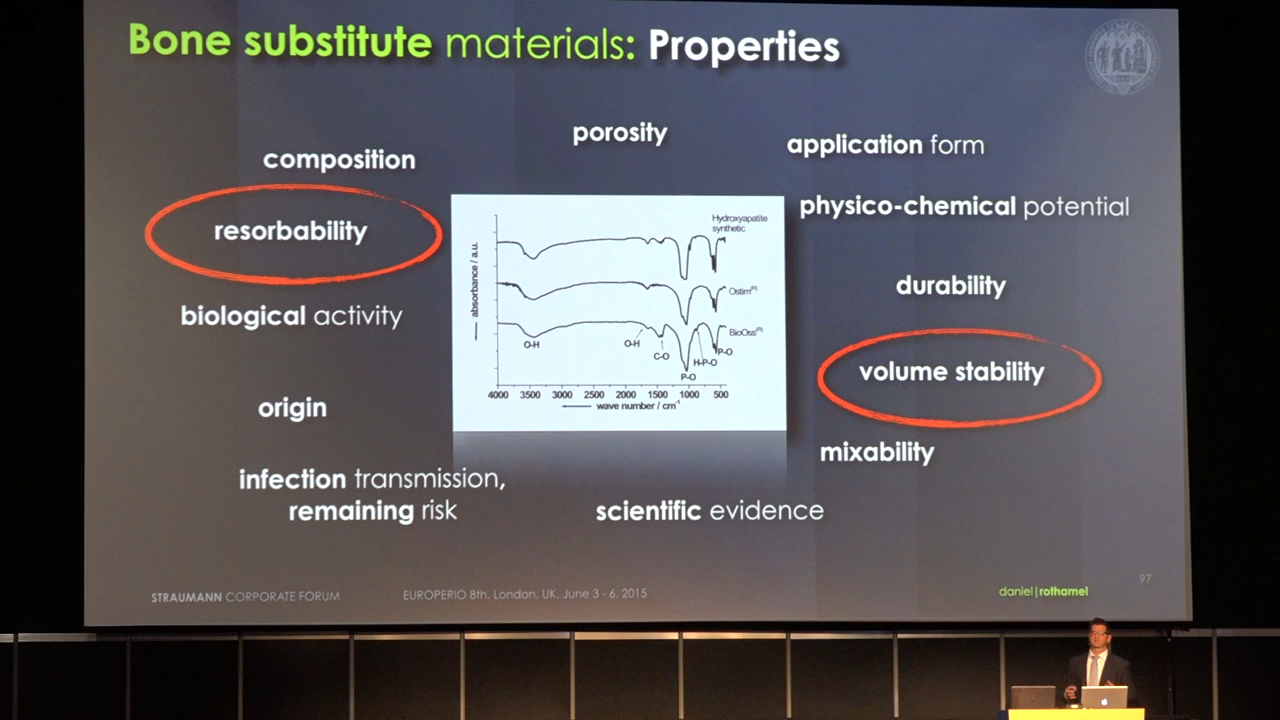 Bone substitute materials: Properties
porosity
application form
composition
physico-chemical potential
resorbability
durability
biological activity
volume stability
origin
mixability
infection transmission,
remaining risk
scientific evidence
Hydroxyapatite
synthetic
Ostim(R)
BioOss(R)
absorbance / a.u.
O-H
O-H
C-O
P-O
H-P-O
P-O
4000 3500 3000 2500 2000 1500 1000 500
wave number / cm-1
97
STRAUMANN CORPORATE FORUM
EUROPERIO 8th, London, UK, June 3 - 6, 2015
daniel|rothamel